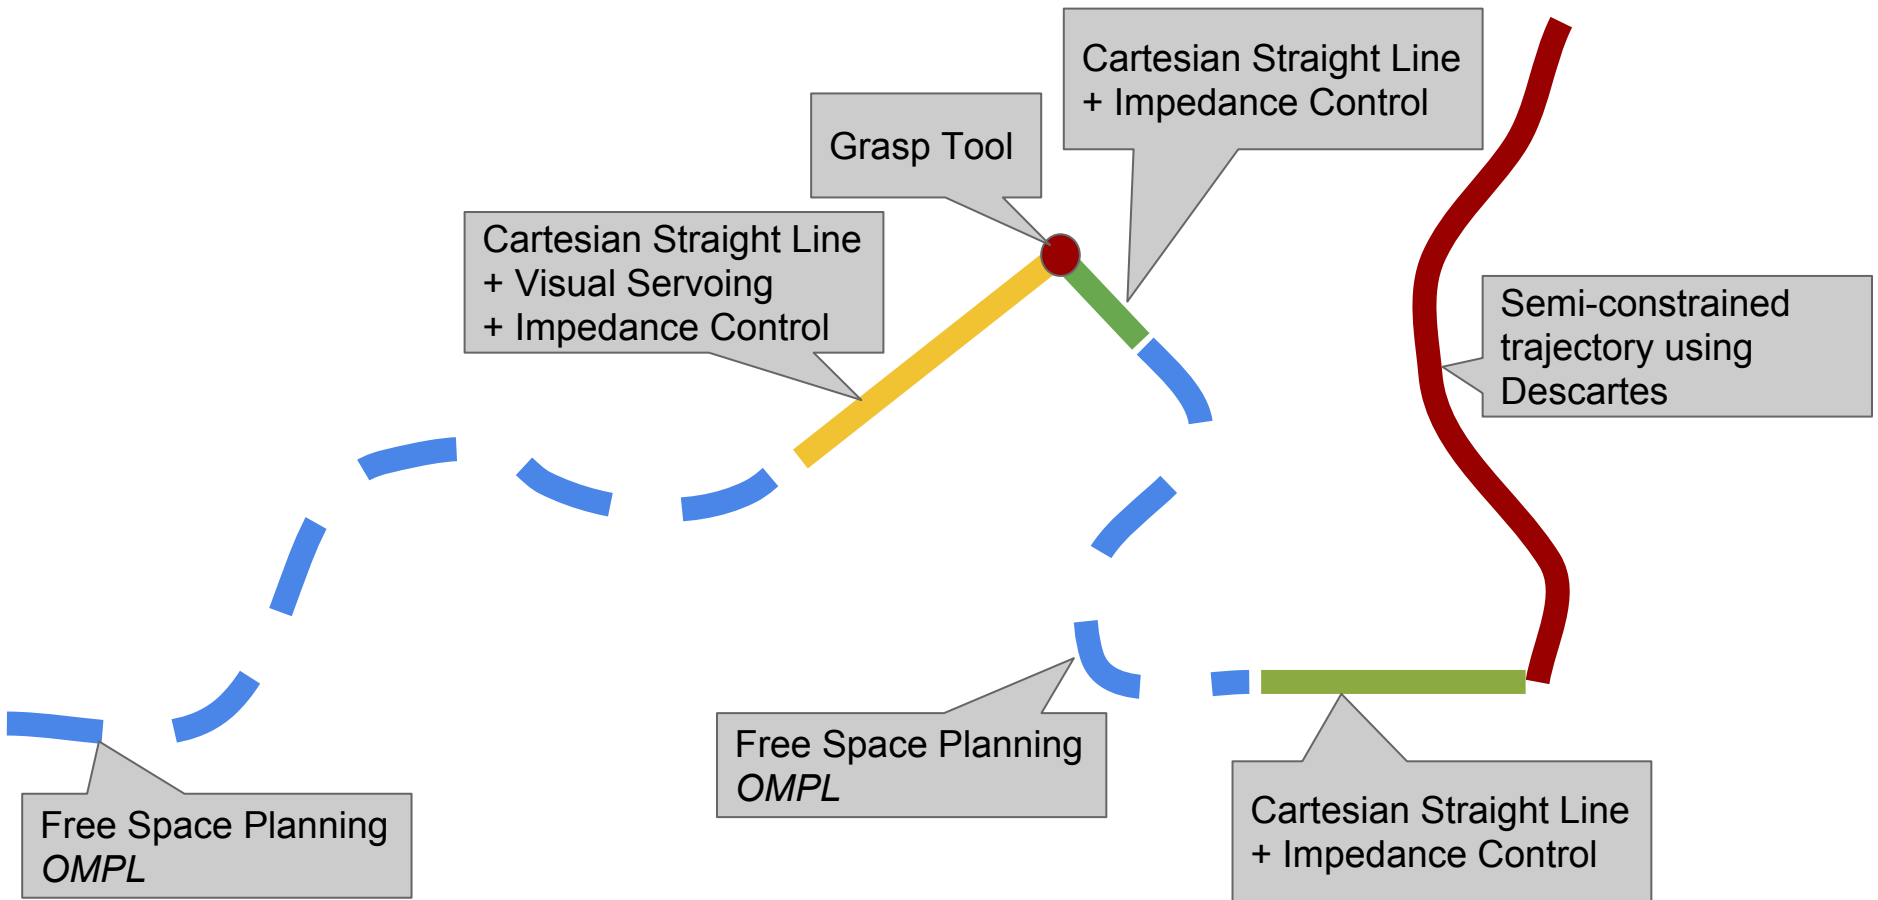 Cartesian Straight Line
+ Impedance Control
Grasp Tool
Cartesian Straight Line
+ Visual Servoing
+ Impedance Control
Semi-constrained
trajectory using
Descartes
Free Space Planning
OMPL
Free Space Planning
OMPL
Cartesian Straight Line
+ Impedance Control